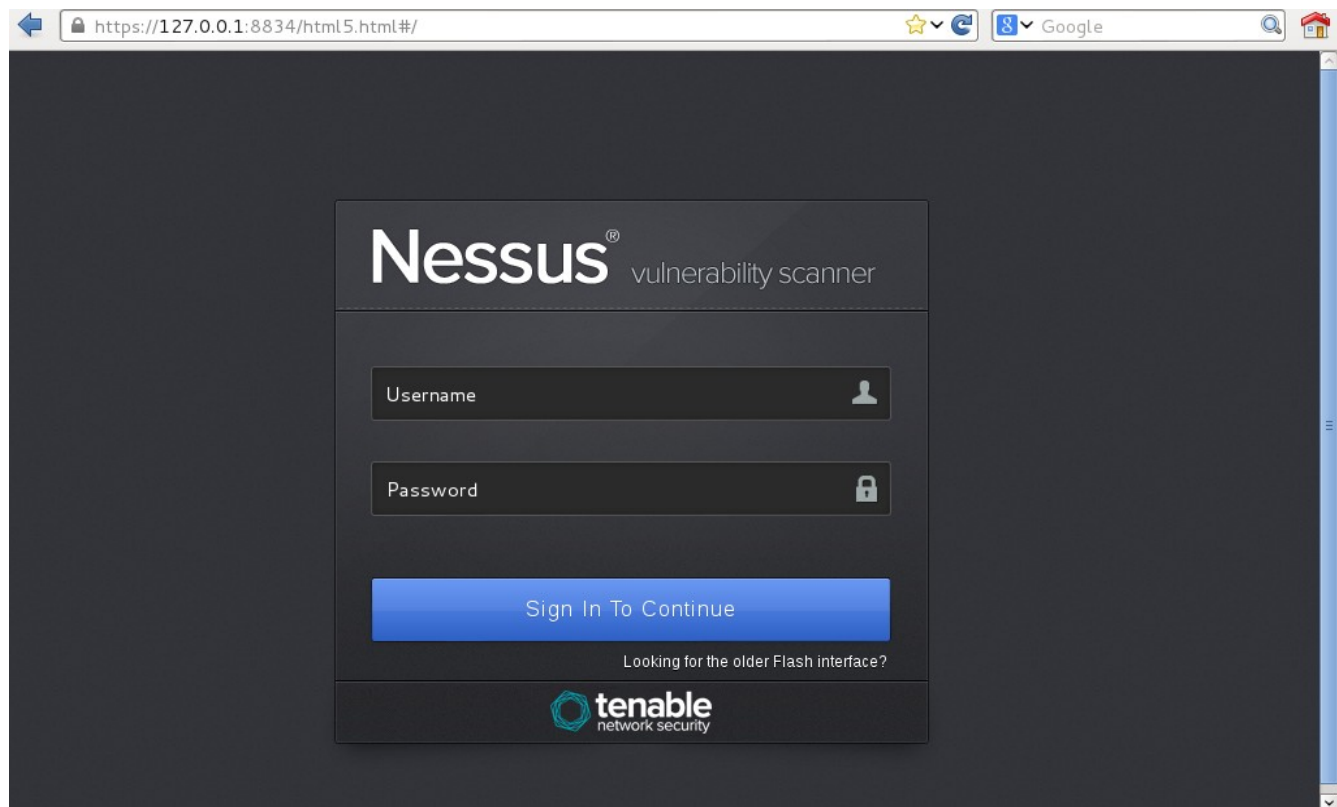 https://127.0.0.1:8834/html5.html#/
8 Google
Nessus® vulnerability scanner
Username
Password
Sign In To Continue
Looking for the older Flash interface?
tenable
network security